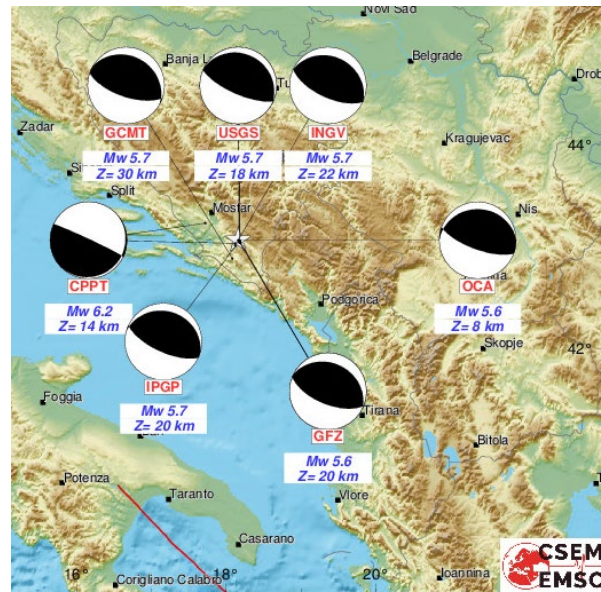 Novi Sad
Banja L
Belgrade
Tu
Drob
GCMT
USGS
INGV
Zadar
Kragujevac
44°
Mw 5.7
Z= 30 km
Mw 5.7
Z= 18 km
Mw 5.7
Z= 22 km
Si
Split
Mostar
Nis
CPPT
OCA
Mw 6.2
Z= 14 km
Podgorica
Mw 5.6
Z= 8 km
IPGP
Skopje
42°
Foggia
Mw 5.7
Z= 20 km
Tirana
GFZ
Bitola
Mw 5.6
Z= 20 km
Potenza
Taranto
Vlore
Casarano
16°
18°
20°
Corigliano Calabro
Ioannina
CSEM
EMSC